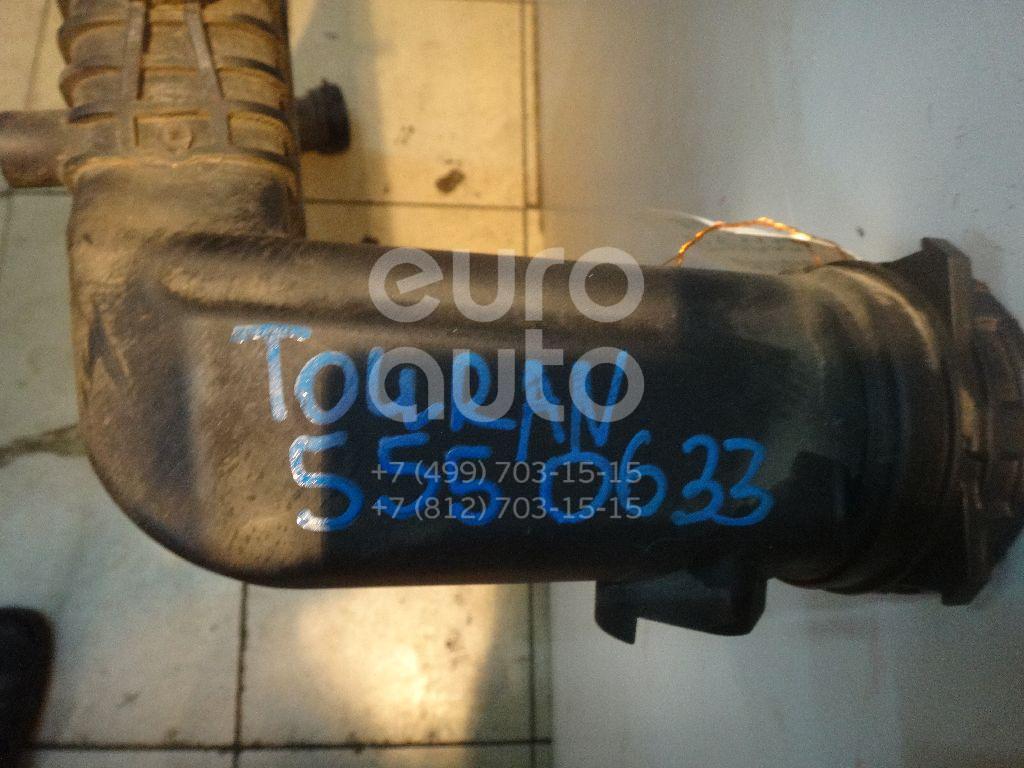 euro
auto
TOURAN
5550633
+7 (499) 703-15-15
+7 (812) 703-15-15